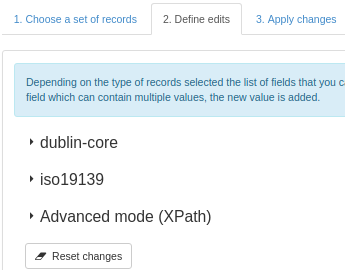 1. Choose a set of records 2. Define edits 3. Apply changes
Depending on the type of records selected the list of fields that you
field which can contain multiple values, the new value is added.
dublin-core
iso19139
Advanced mode (XPath)
Reset changes